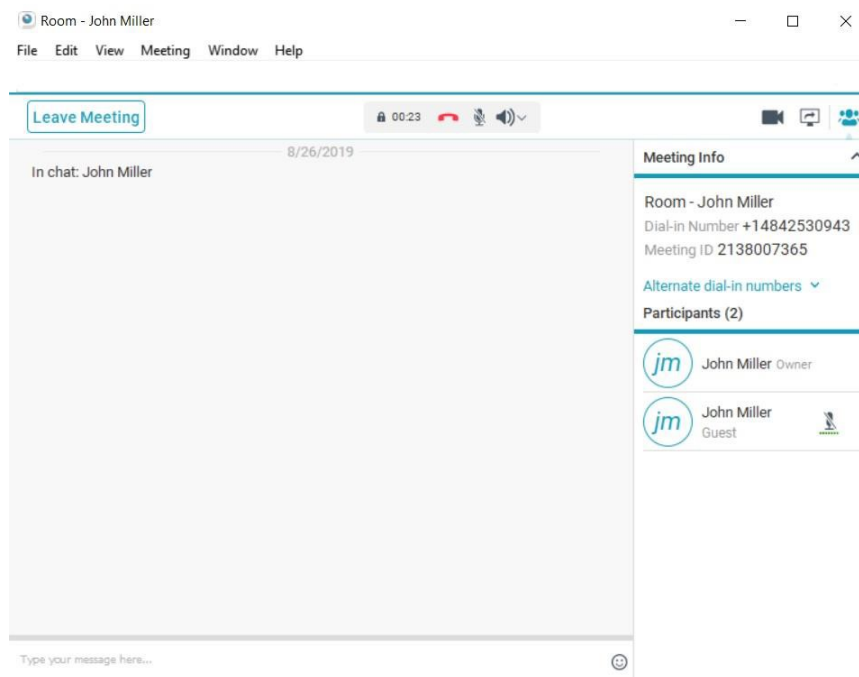 Room - John Miller
File Edit View Meeting Window Help
Leave Meeting
00:23
8/26/2019
In chat: John Miller
Meeting Info
Room - John Miller
Dial-in Number +14842530943
Meeting ID 2138007365
Alternate dial-in numbers
Participants (2)
jm
John Miller Owner
jm
John Miller
Guest
Type your message here...